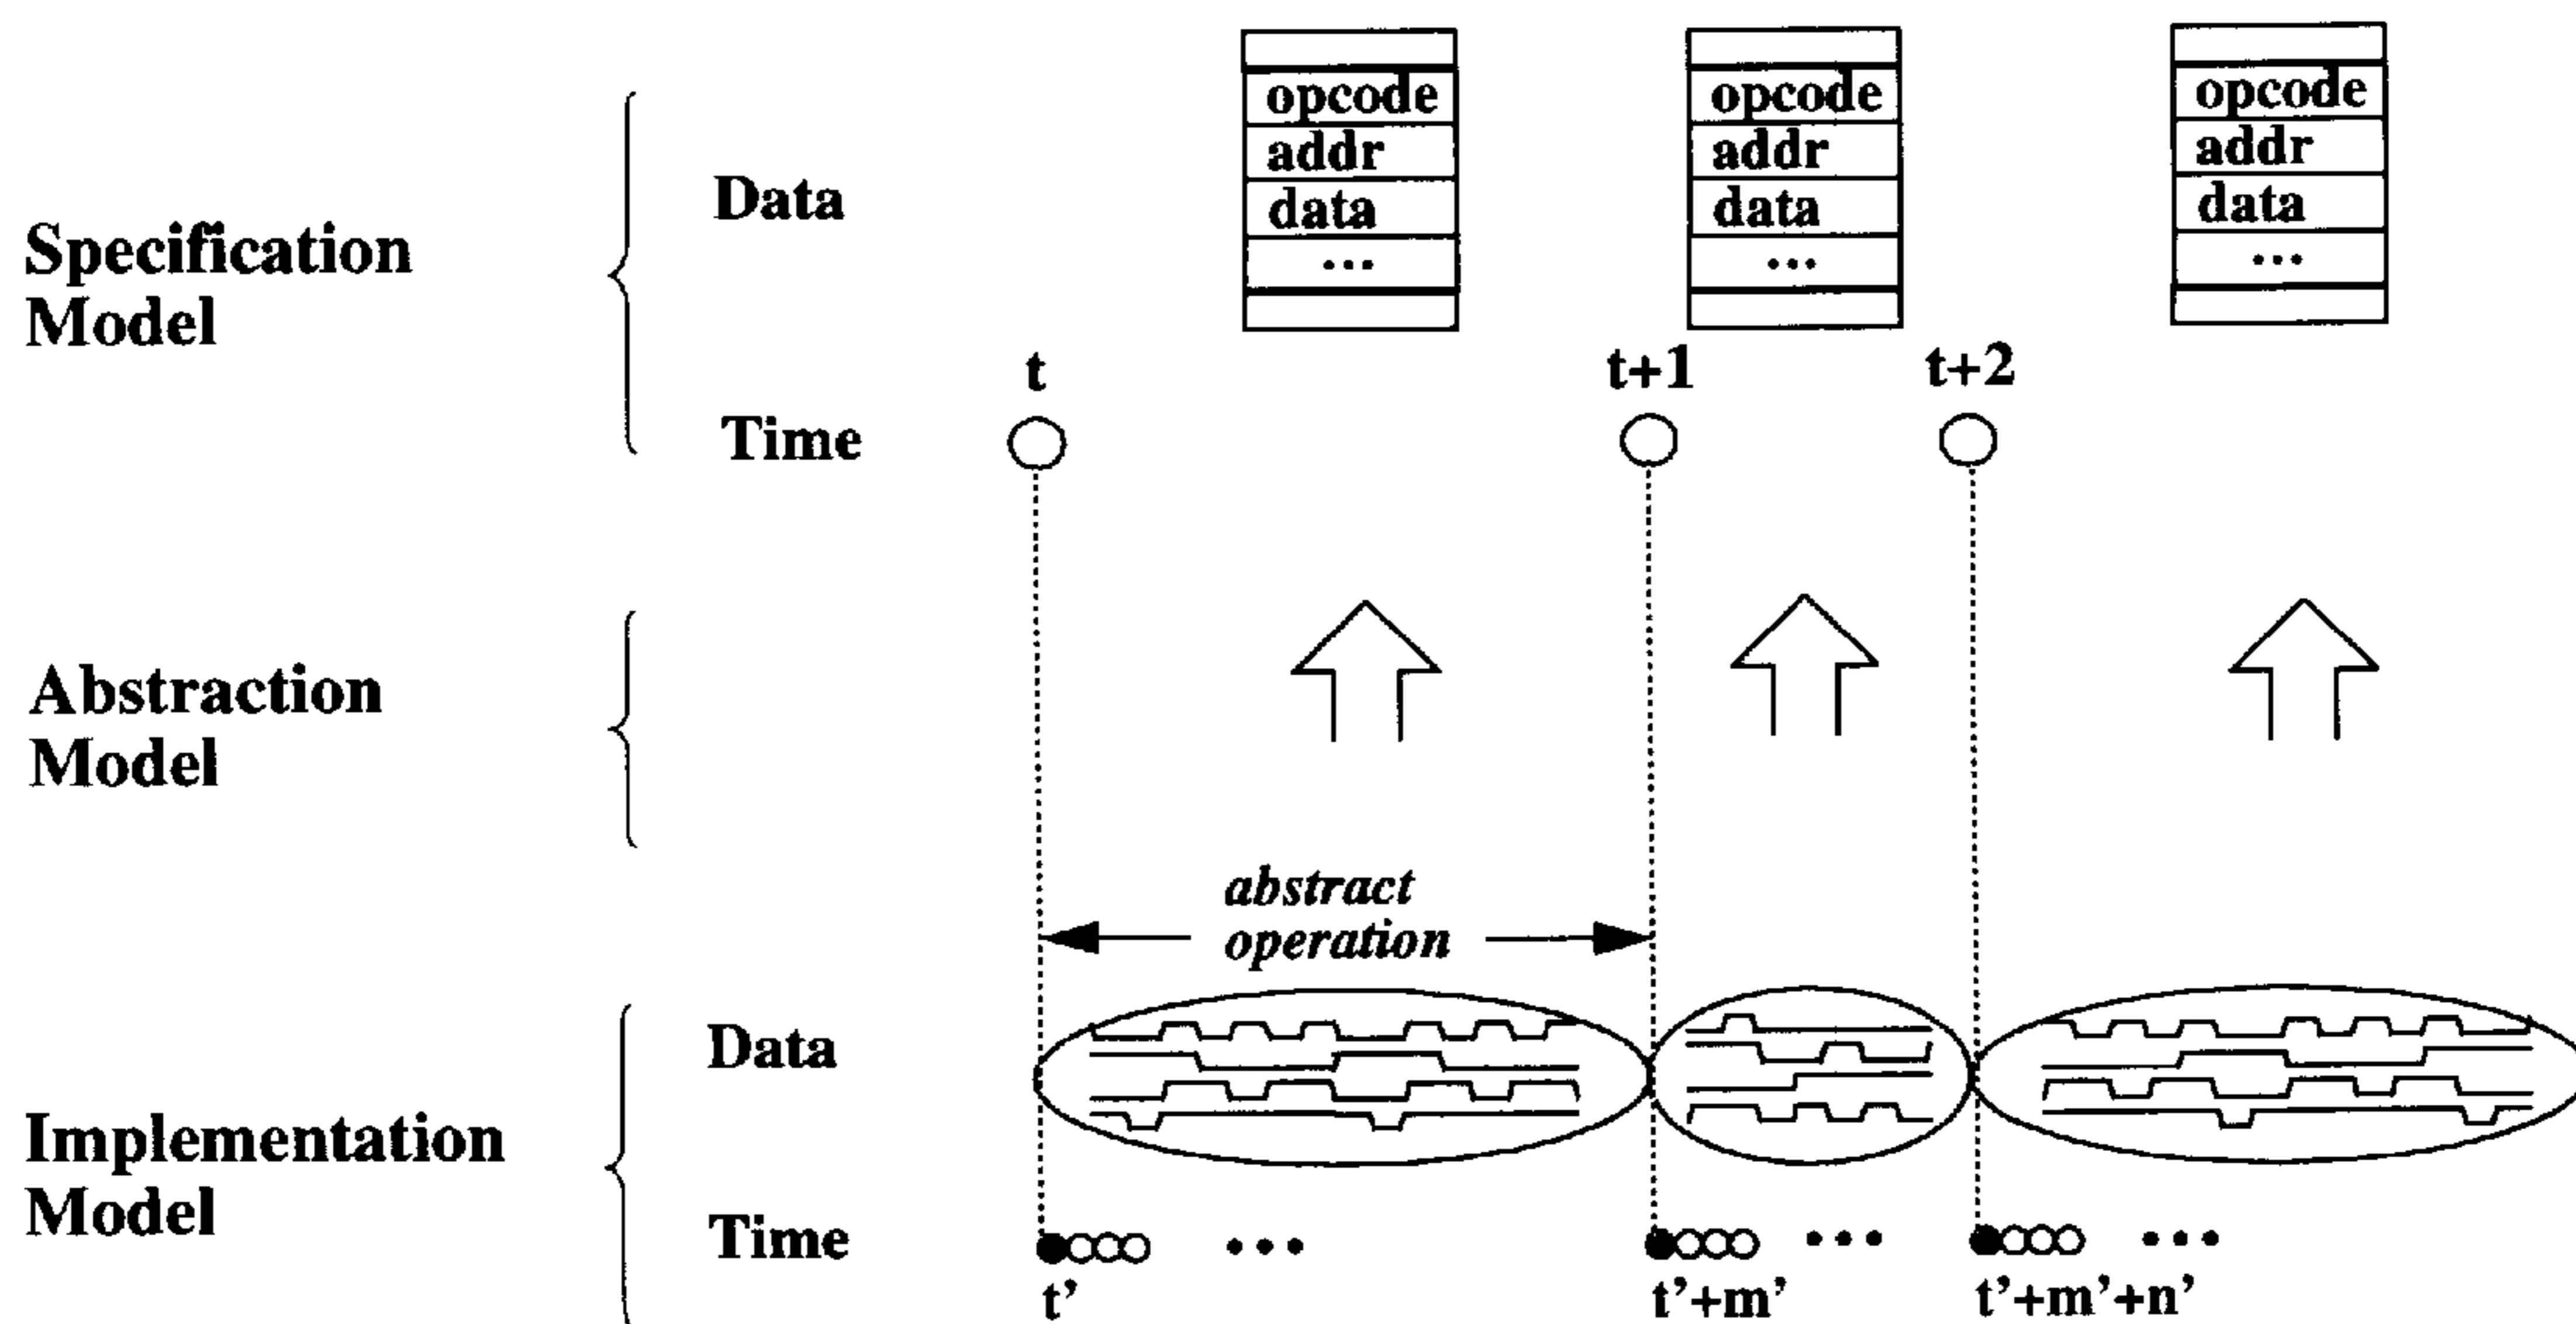 opcode
addr
data
...
opcode
addr
data
...
opcode
addr
data
...
Specification
Model
Data
t
t+1
t+2
Time
Abstraction
Model
abstract
operation
Implementation
Model
Data
Time
...
...
...
t'
t'+m'
t'+m'+n'